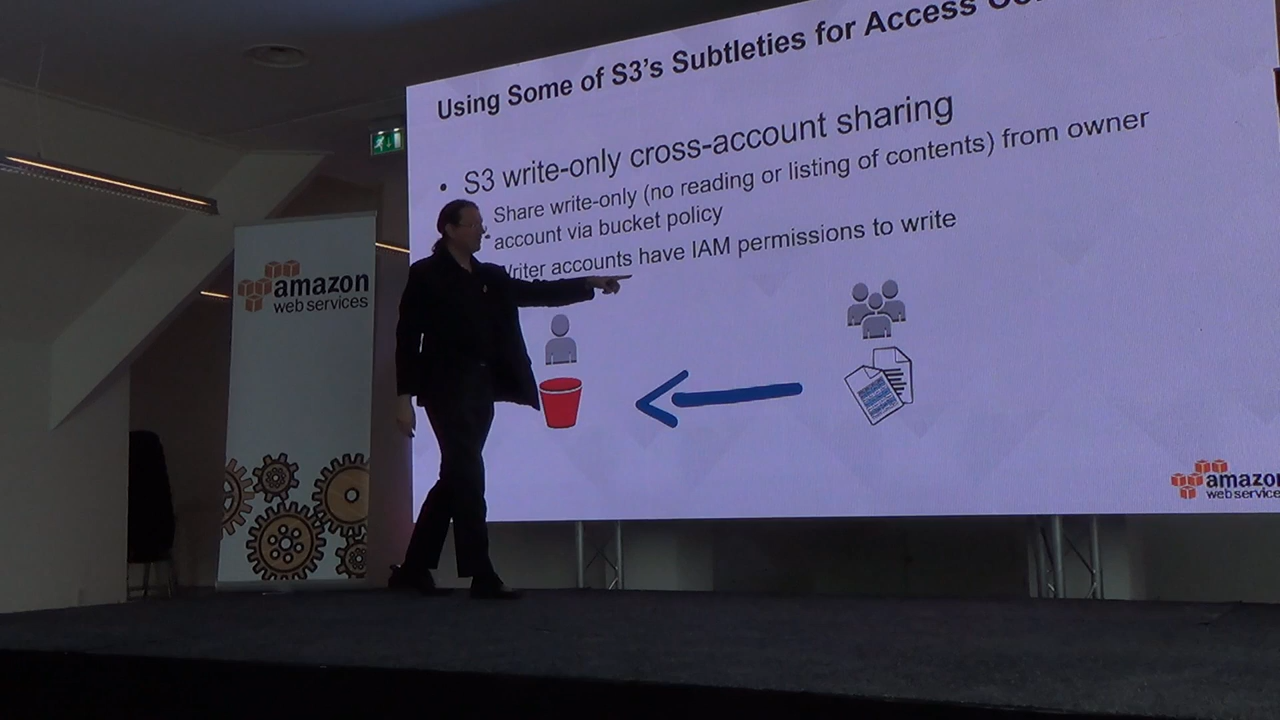 Using Some of S3's Subtleties for Access
• S3 write-only cross-account sharing
Share write-only (no reading or listing of contents) from owner
account via bucket policy
Writer accounts have IAM permissions to write
amazon
web services
amazon
web service